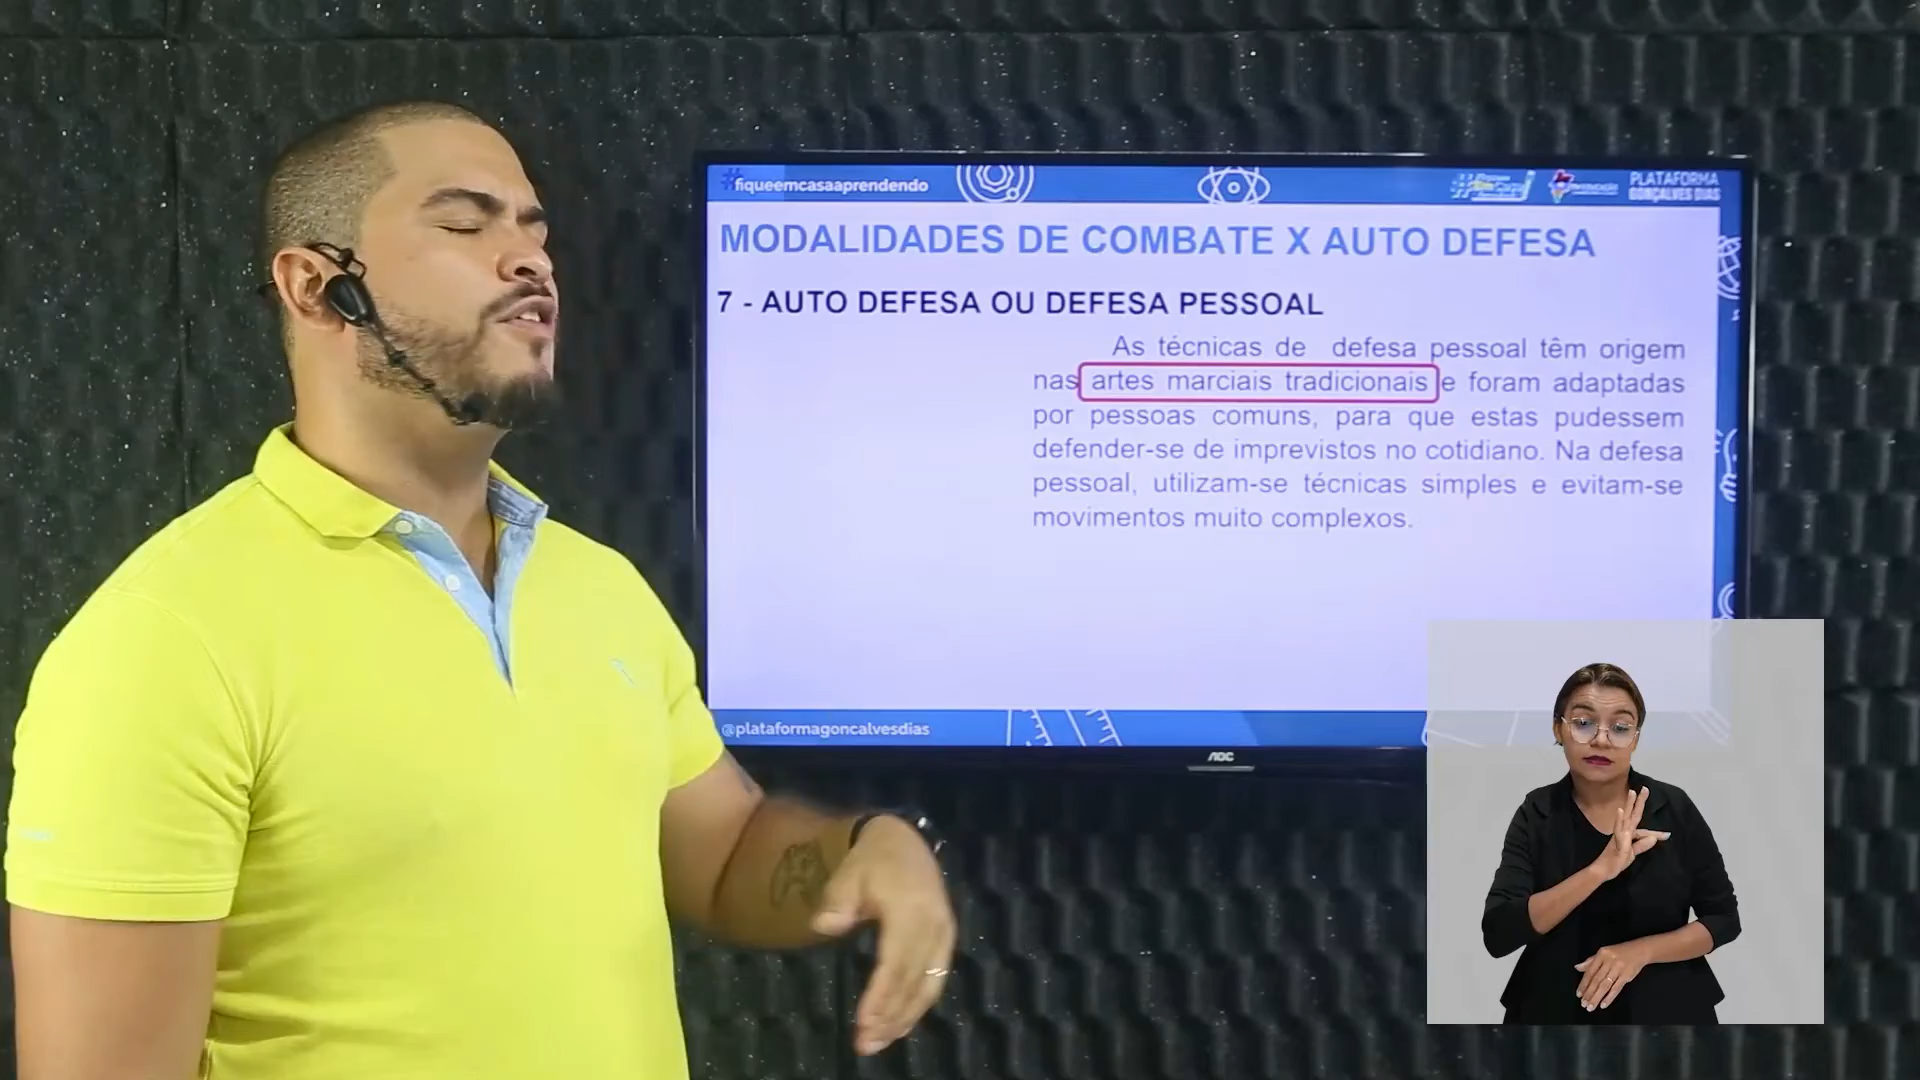 #fiqueemcasaaprendendo
PLATAFORMA
GONÇALVES DIAS
MODALIDADES DE COMBATE X AUTO DEFESA
7 - AUTO DEFESA OU DEFESA PESSOAL
As técnicas de defesa pessoal têm origem
nas artes marciais tradicionais e foram adaptadas
por pessoas comuns, para que estas pudessem
defender-se de imprevistos no cotidiano. Na defesa
pessoal, utilizam-se técnicas simples e evitam-se
movimentos muito complexos.
@plataformagoncalvesdias
AOC